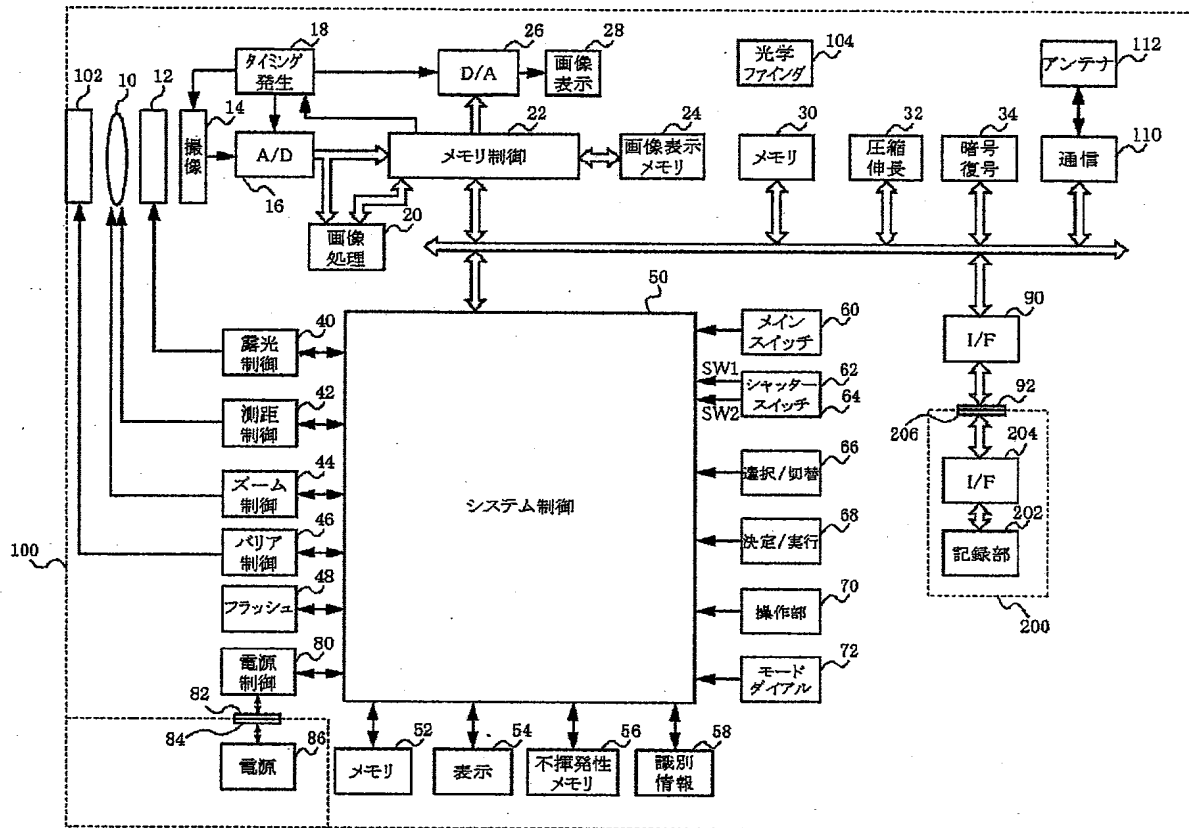 18
タイミング
発生
26
D/A
28
画像
表示
光学
ファインダ
104
アンテナ
112
102
10
12
14
撮像
A/D
16
22
メモリ制御
24
画像表示
メモリ
30
メモリ
32
圧縮
伸長
34
暗号
復号
110
通信
20
画像
処理
50
システム制御
40
露光
制御
42
測距
制御
44
ズーム
制御
46
バリア
制御
48
フラッシュ
80
電源
制御
82
84
86
電源
100
メイン
スイッチ
60
SW1
SW2
シャッター
スイッチ
62
64
66
選択/切替
68
決定/実行
70
操作部
72
モード
ダイアル
90
I/F
92
206
204
I/F
202
記録部
200
52
メモリ
54
表示
56
不揮発性
メモリ
58
識別
情報